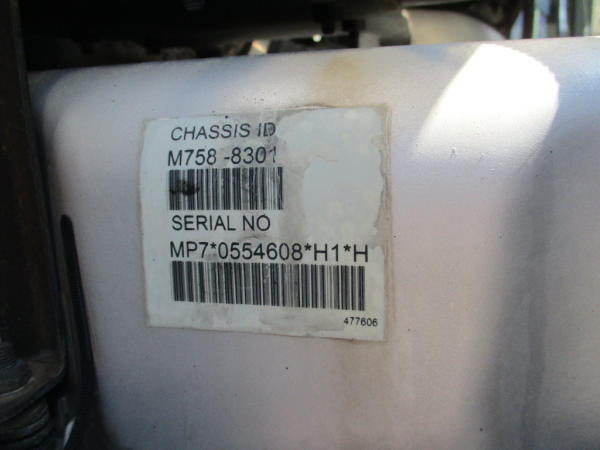 CHASSIS ID
M758 -8301
SERIAL NO
MP7*0554608*H1*H
477606